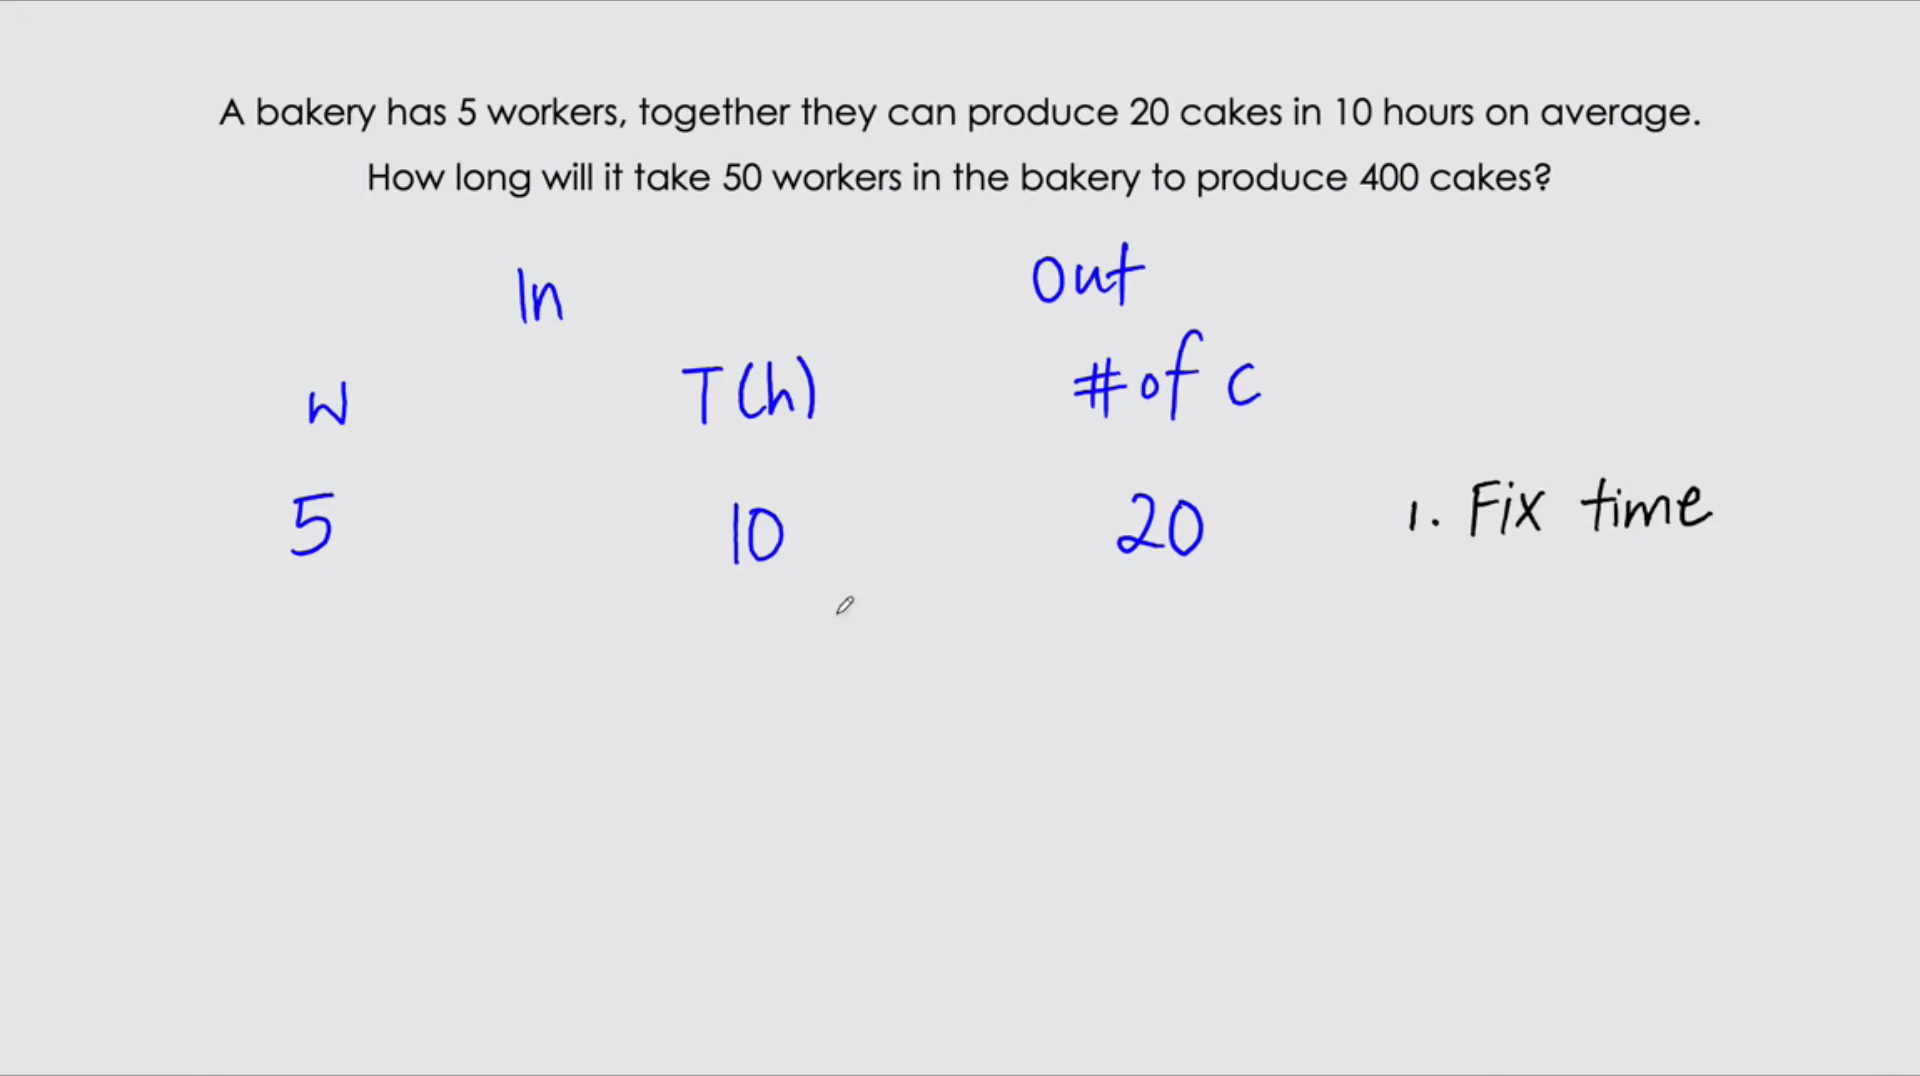 A bakery has 5 workers, together they can produce 20 cakes in 10 hours on average.
How long will it take 50 workers in the bakery to produce 400 cakes?
In Out
W T(h) # of c
5 10 20 1. Fix time